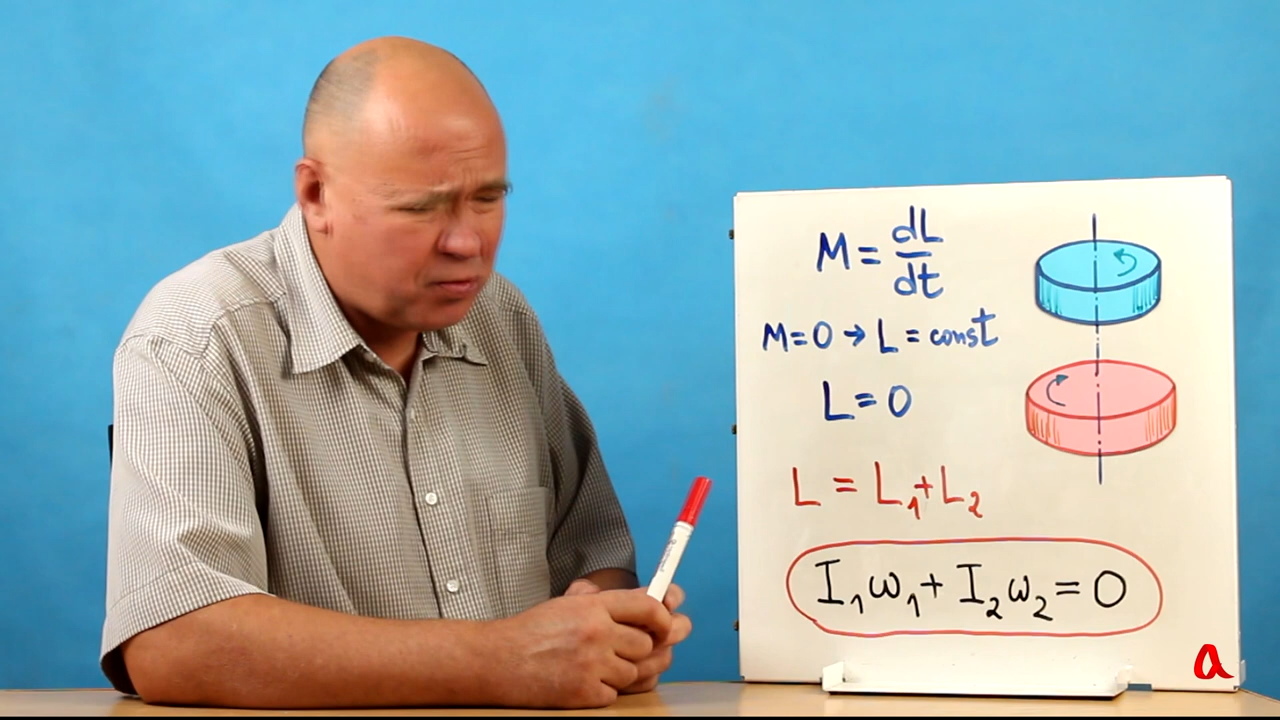 M = dL/dt
M=0 → L = const
L = 0
L = L₁+L₂
I₁ω₁+ I₂ω₂ = 0
a